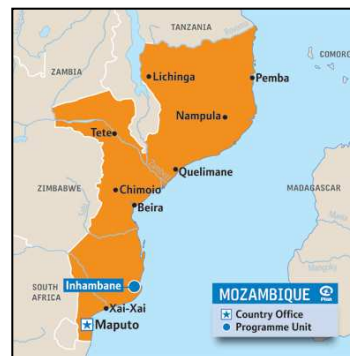 TANZANIA
COMORO
ZAMBIA
Lichinga
Pemba
Nampula
Tete
Quelimane
ZIMBABWE
Chimoio
MADAGASCAR
Beira
SOUTH
AFRICA
Inhambane
Xai-Xai
Maputo
MOZAMBIQUE
Plan
Country Office
Programme Unit